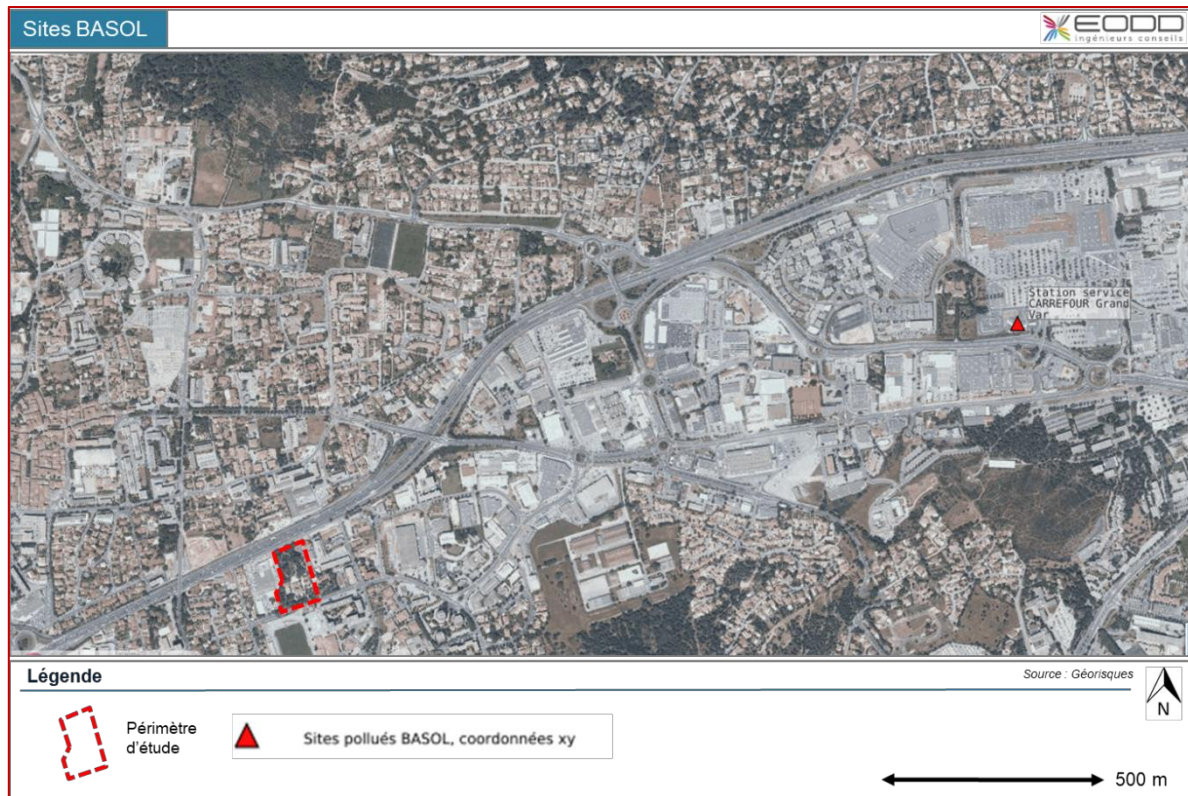 Sites BASOL
EODD
ingénieurs conseils
Station service
CARREFOUR Grand
Var
Légende
Source : Géorisques
N
Périmètre
d'étude
Sites pollués BASOL, coordonnées xy
500 m